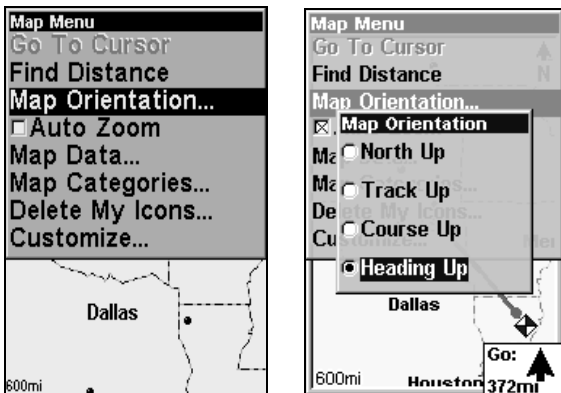 Map Menu
Go To Cursor
Find Distance
Map Orientation...
Auto Zoom
Map Data...
Map Categories...
Delete My Icons...
Customize...
Dallas
600mi
Map Menu
Go To Cursor
N
Find Distance
Map Orientation...
Map Orientation
North Up
Track Up
Course Up
Heading Up
Dallas
600mi
Houston
Go:
372mi